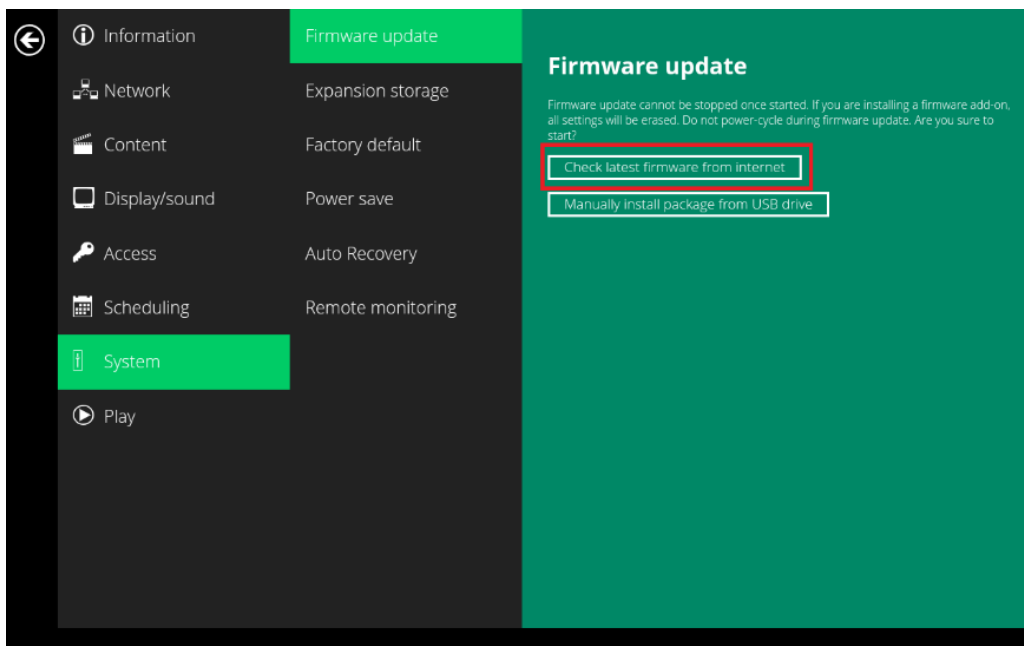 Information
Network
Content
Display/sound
Access
Scheduling
System
Play
Firmware update
Expansion storage
Factory default
Power save
Auto Recovery
Remote monitoring
Firmware update
Firmware update cannot be stopped once started. If you are installing a firmware add-on,
all settings will be erased. Do not power-cycle during firmware update. Are you sure to
start?
Check latest firmware from internet
Manually install package from USB drive